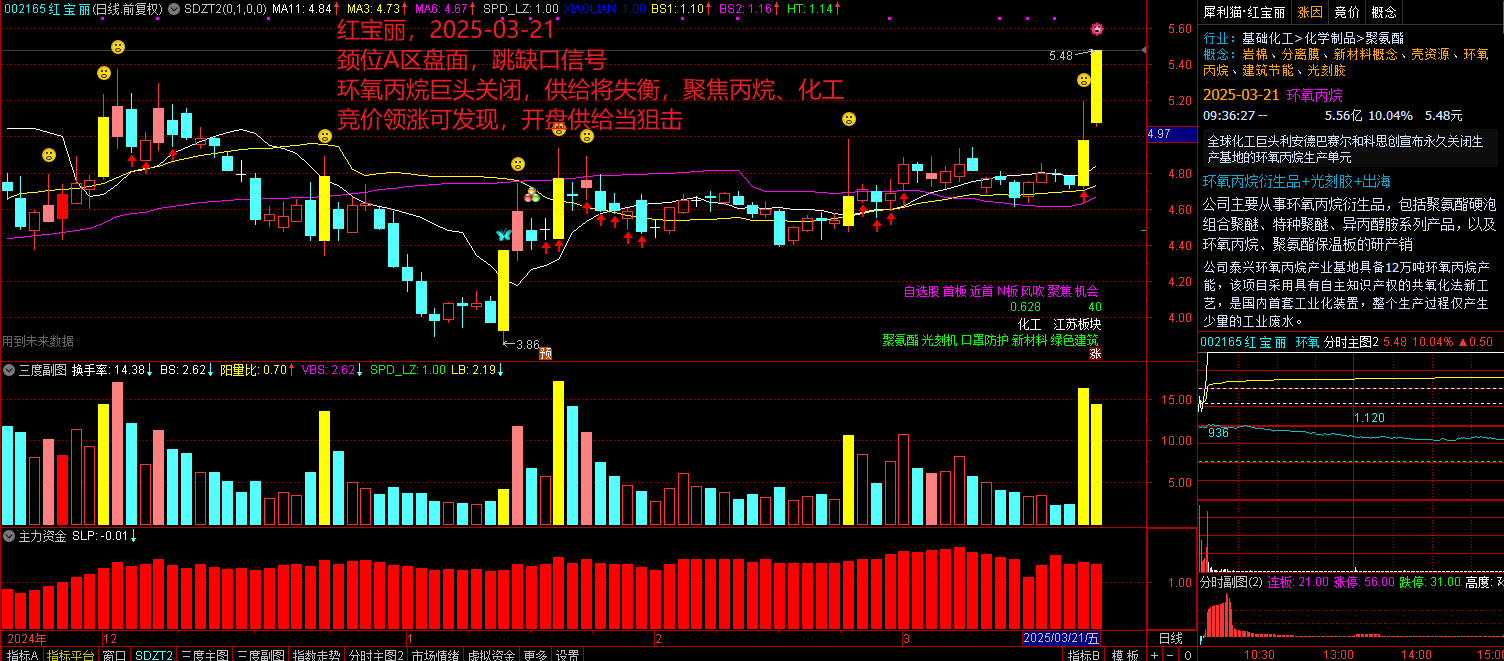 002165 红 宝 丽(日线.前复权) SDZT2(0,1,0,0) MA11: 4.84↑ MA3: 4.73↑ MA6: 4.67↑ SPD_LZ: 1.00 XIAOLIAN: 1.00 BS1: 1.10↑ BS2: 1.16↑ HT: 1.14↑
红宝丽，2025-03-21
颈位A区盘面，跳缺口信号
环氧丙烷巨头关闭，供给将失衡，聚焦丙烷、化工
竞价领涨可发现，开盘供给当狙击
5.48
5.60
5.40
5.20
4.97
4.80
4.60
4.40
4.20
4.00
自选股 首板 近首 N板 风吹 聚焦 机会
0.628 40
化工 江苏板块
聚氨酯 光刻机 口罩防护 新材料 绿色建筑
用到未来数据
3.86
预
涨
三度副图 换手率: 14.38↓ BS: 2.62↓ 阳量比: 0.70↑ VBS: 2.62↓ SPD_LZ: 1.00 LB: 2.19↓
15.00
10.00
5.00
主力资金 SLP: -0.01↓
1.00
2024年 12 1 2 3 2025/03/21/五 日线
指标A 指标平台 窗口 SDZT2 三度主图 三度副图 指数走势 分时主图2 市场情绪 虚拟资金 更多 设置 指标B 模 板 + - 0
犀利猫·红宝丽 涨因 竞价 概念
行业: 基础化工>化学制品>聚氨酯
概念: 岩棉、分离膜、新材料概念、壳资源、环氧
丙烷、建筑节能、光刻胶
2025-03-21 环氧丙烷
09:36:27 -- 5.56亿 10.04% 5.48元
全球化工巨头利安德巴赛尔和科思创宣布永久关闭生
产基地的环氧丙烷生产单元
环氧丙烷衍生品+光刻胶+出海
公司主要从事环氧丙烷衍生品，包括聚氨酯硬泡
组合聚醚、特种聚醚、异丙醇胺系列产品，以及
环氧丙烷、聚氨酯保温板的研产销
公司泰兴环氧丙烷产业基地具备12万吨环氧丙烷产
能，该项目采用具有自主知识产权的共氧化法新工
艺，是国内首套工业化装置，整个生产过程仅产生
少量的工业废水。
002165 红 宝 丽 环氧 分时主图2 5.48 10.04% ▲0.50
1.120
936
分时副图(2) 连板: 21.00 涨停: 56.00 跌停: 31.00 高度: 7
10:30 13:00 14:00 15:00